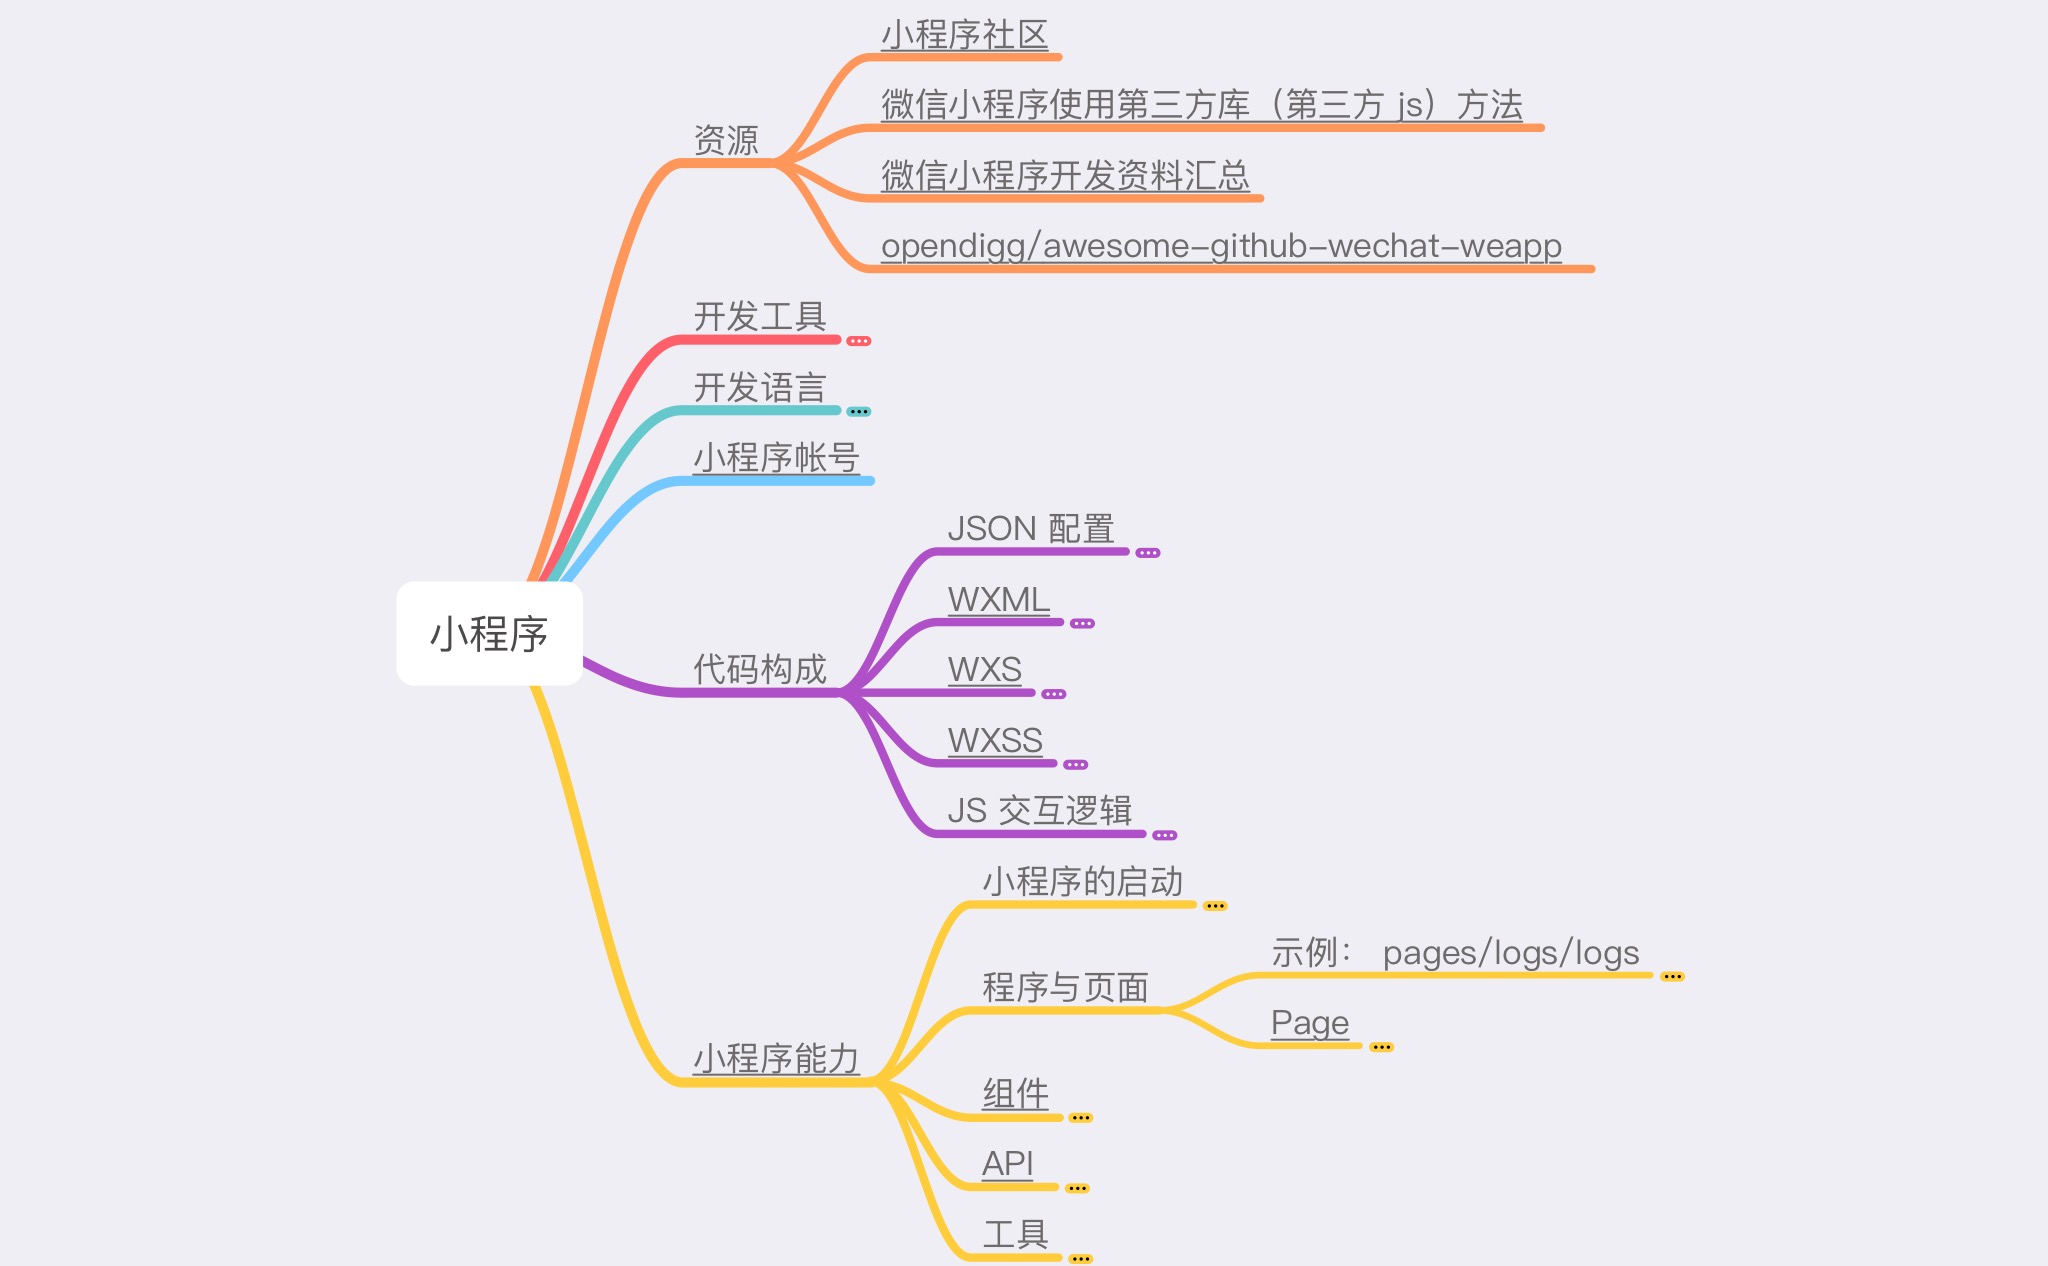 小程序社区
微信小程序使用第三方库（第三方 js）方法
资源
微信小程序开发资料汇总
opendigg/awesome-github-wechat-weapp
开发工具
开发语言
小程序帐号
JSON 配置
WXML
小程序
代码构成
WXS
WXSS
JS 交互逻辑
小程序的启动
示例： pages/logs/logs
程序与页面
Page
小程序能力
组件
API
工具